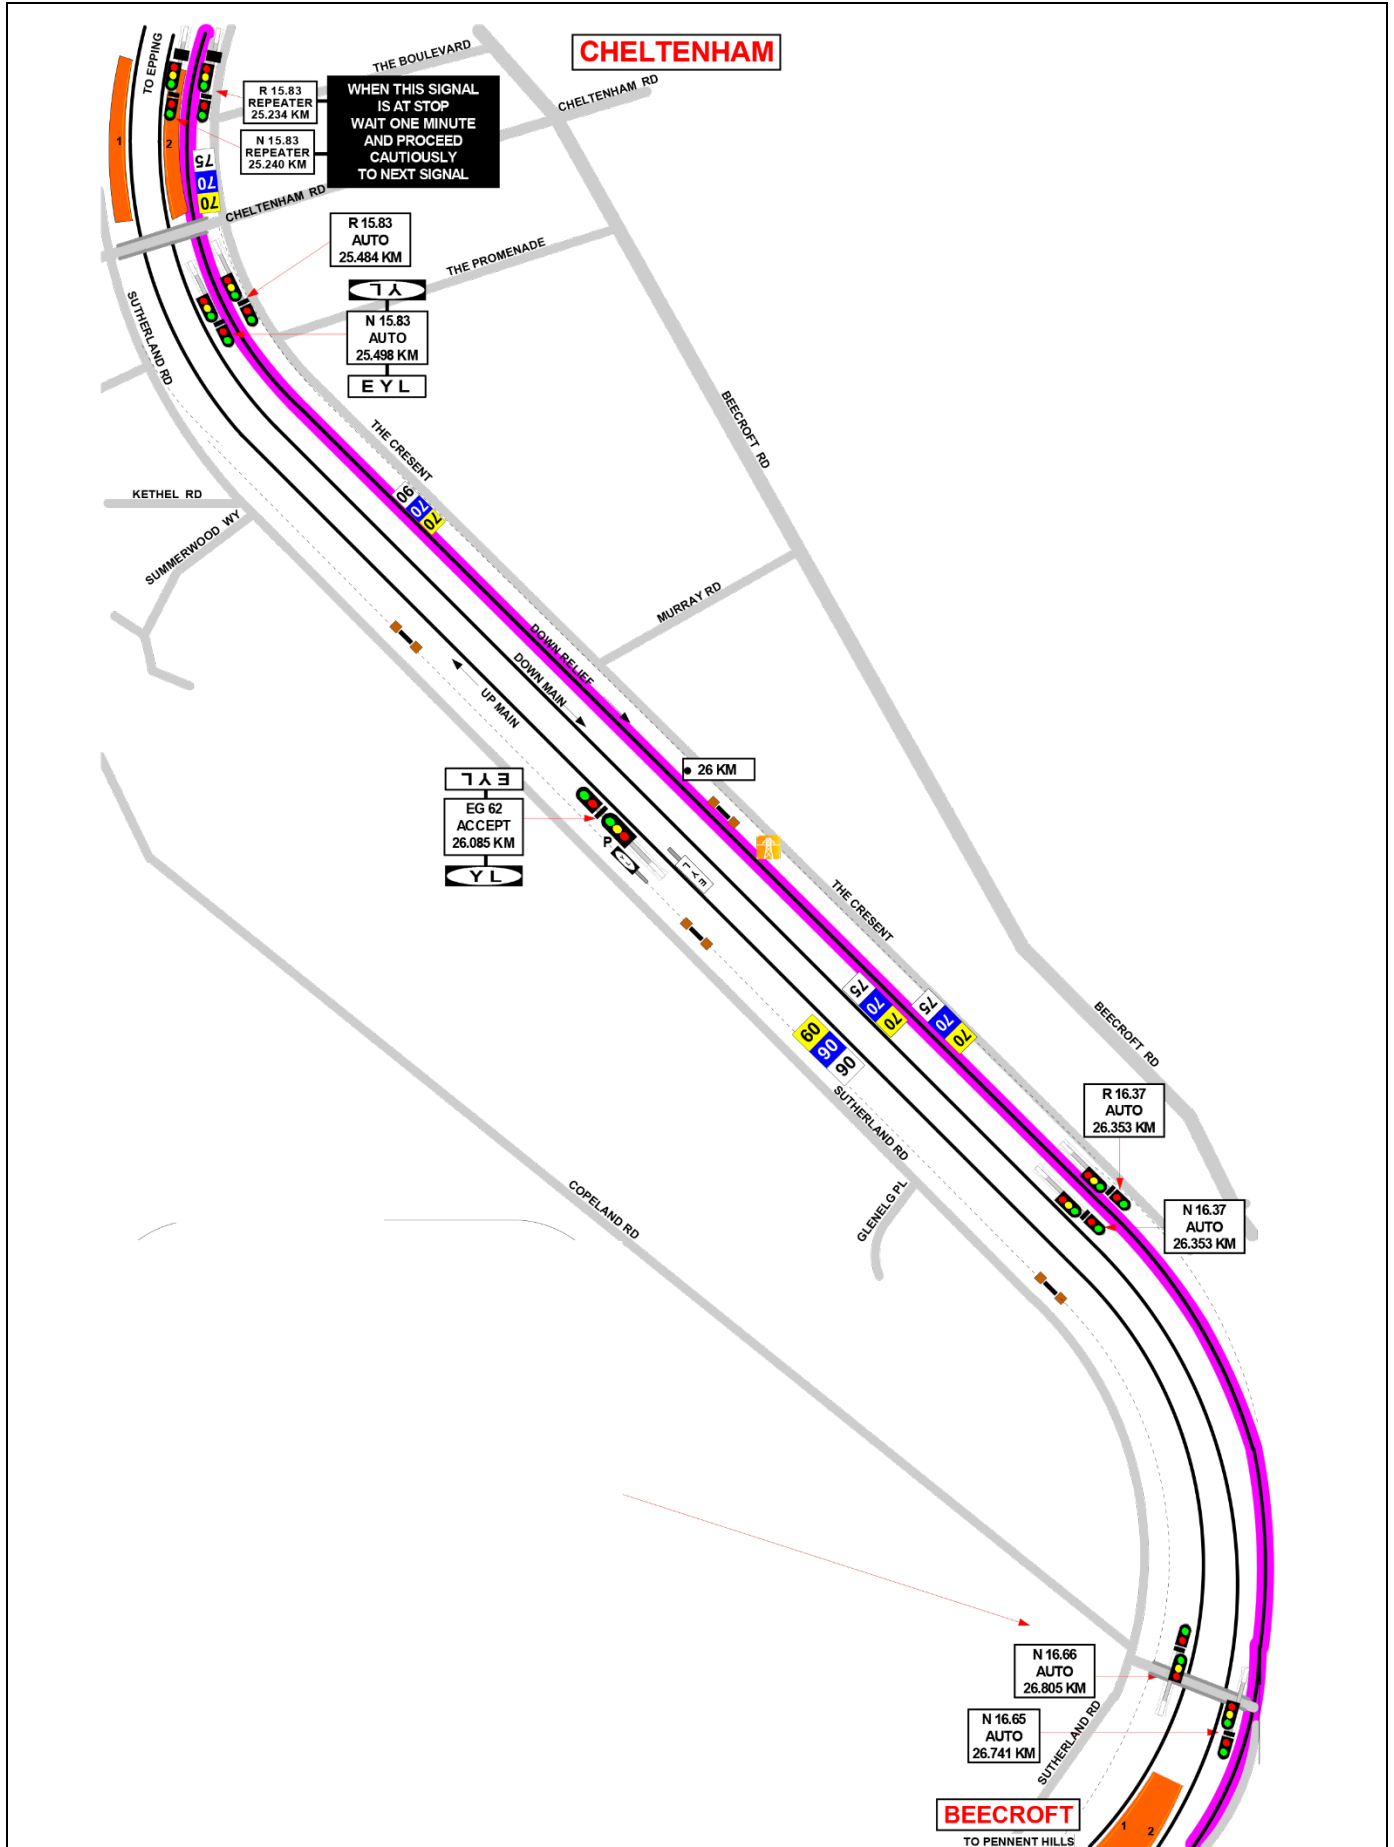 CHELTENHAM
TO EPPING
THE BOULEVARD
CHELTENHAM RD
R 15.83
REPEATER
25.234 KM
N 15.83
REPEATER
25.240 KM
WHEN THIS SIGNAL
IS AT STOP
WAIT ONE MINUTE
AND PROCEED
CAUTIOUSLY
TO NEXT SIGNAL
1
2
75
70
70
CHELTENHAM RD
R 15.83
AUTO
25.484 KM
THE PROMENADE
Y L
N 15.83
AUTO
25.498 KM
E Y L
SUTHERLAND RD
BEECROFT RD
THE CRESENT
90
70
70
KETHEL RD
SUMMERWOOD WY
MURRAY RD
DOWN RELIEF
DOWN MAIN
UP MAIN
26 KM
E Y L
EG 62
ACCEPT
26.085 KM
Y L
P
Y L
E Y L
THE CRESENT
75
70
70
75
70
70
60
90
90
BEECROFT RD
SUTHERLAND RD
R 16.37
AUTO
26.353 KM
COPELAND RD
GLENELG PL
N 16.37
AUTO
26.353 KM
N 16.66
AUTO
26.805 KM
N 16.65
AUTO
26.741 KM
SUTHERLAND RD
BEECROFT
1
2
TO PENNENT HILLS